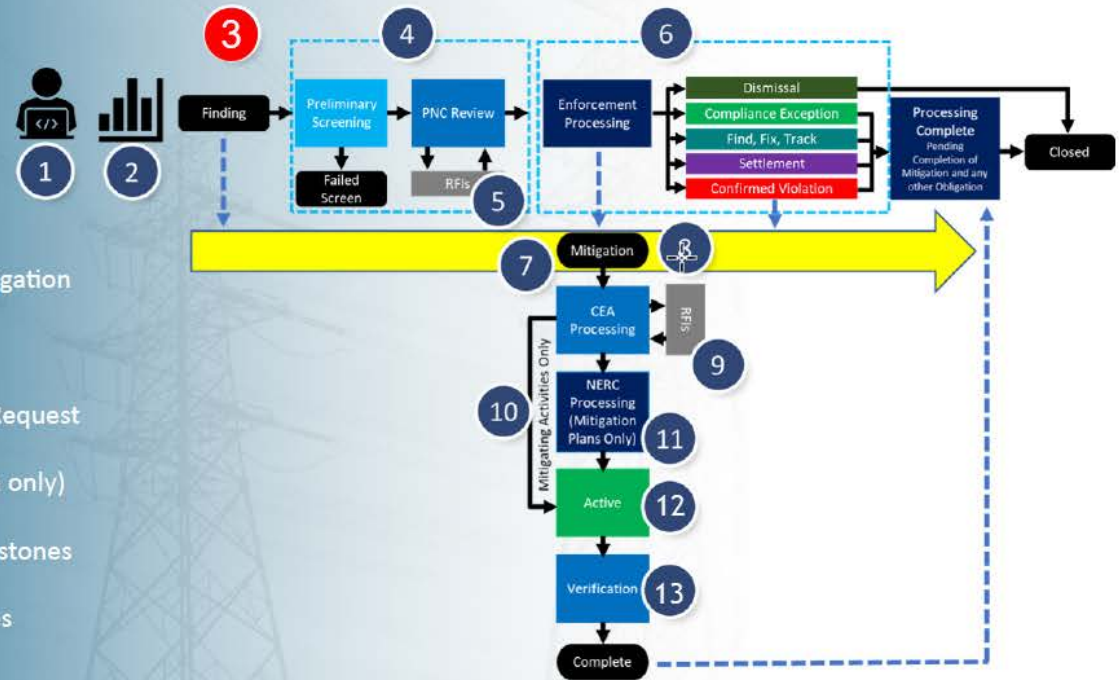 3
4
6
Finding
Preliminary
Screening
PNC Review
Enforcement
Processing
Dismissal
Compliance Exception
Find, Fix, Track
Settlement
Confirmed Violation
Processing
Complete
Pending
Completion of
Mitigation and any
other Obligation
Closed
</>
1
2
Failed
Screen
RFIs
5
Mitigation
8
7
igation
CEA
Processing
RFIs
9
Mitigating Activities Only
10
NERC
Processing
(Mitigation
Plans Only)
11
Request
only)
Active
12
stones
Verification
13
s
Complete